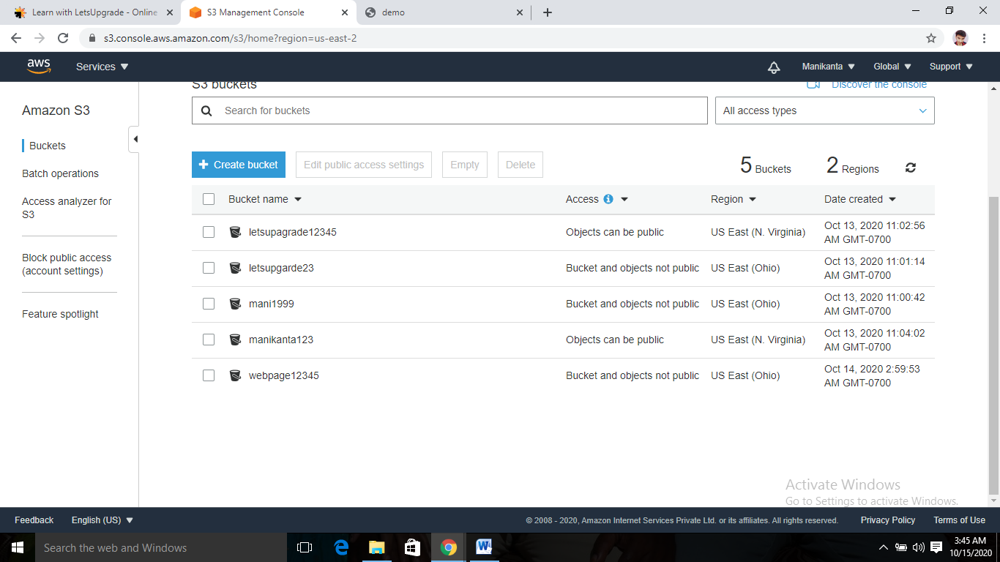 Learn with LetsUpgrade - Online
S3 Management Console
demo
s3.console.aws.amazon.com/s3/home?region=us-east-2
aws
Services
Manikanta
Global
Support
S3 buckets
Discover the console
Amazon S3
Search for buckets
All access types
Buckets
Batch operations
Access analyzer for
S3
Block public access
(account settings)
Feature spotlight
+ Create bucket
Edit public access settings
Empty
Delete
5 Buckets
2 Regions
Bucket name Access Region Date created
letsupagrade12345 Objects can be public US East (N. Virginia) Oct 13, 2020 11:02:56
AM GMT-0700
letsupgarde23 Bucket and objects not public US East (Ohio) Oct 13, 2020 11:01:14
AM GMT-0700
mani1999 Bucket and objects not public US East (Ohio) Oct 13, 2020 11:00:42
AM GMT-0700
manikanta123 Objects can be public US East (N. Virginia) Oct 13, 2020 11:04:02
AM GMT-0700
webpage12345 Bucket and objects not public US East (Ohio) Oct 14, 2020 2:59:53
AM GMT-0700
Activate Windows
Go to Settings to activate Windows.
Feedback
English (US)
© 2008 - 2020, Amazon Internet Services Private Ltd. or its affiliates. All rights reserved.
Privacy Policy
Terms of Use
Search the web and Windows
3:45 AM
10/15/2020